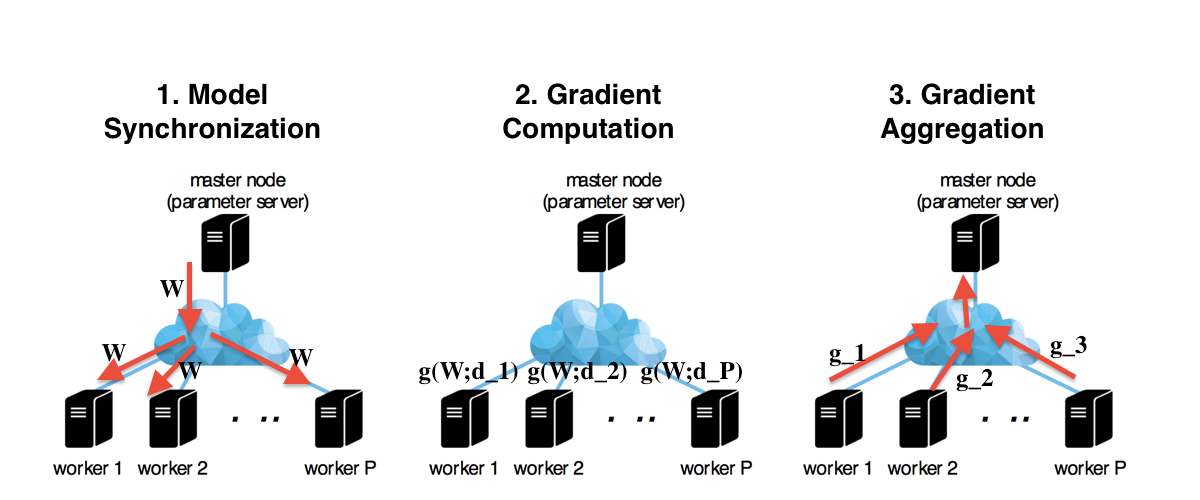 1. Model
Synchronization
master node
(parameter server)
W
W
W
W
worker 1
worker 2
. ..
worker P
2. Gradient
Computation
master node
(parameter server)
g(W;d_1)
g(W;d_2)
g(W;d_P)
worker 1
worker 2
. ..
worker P
3. Gradient
Aggregation
master node
(parameter server)
g_1
g_2
g_3
worker 1
worker 2
. ..
worker P